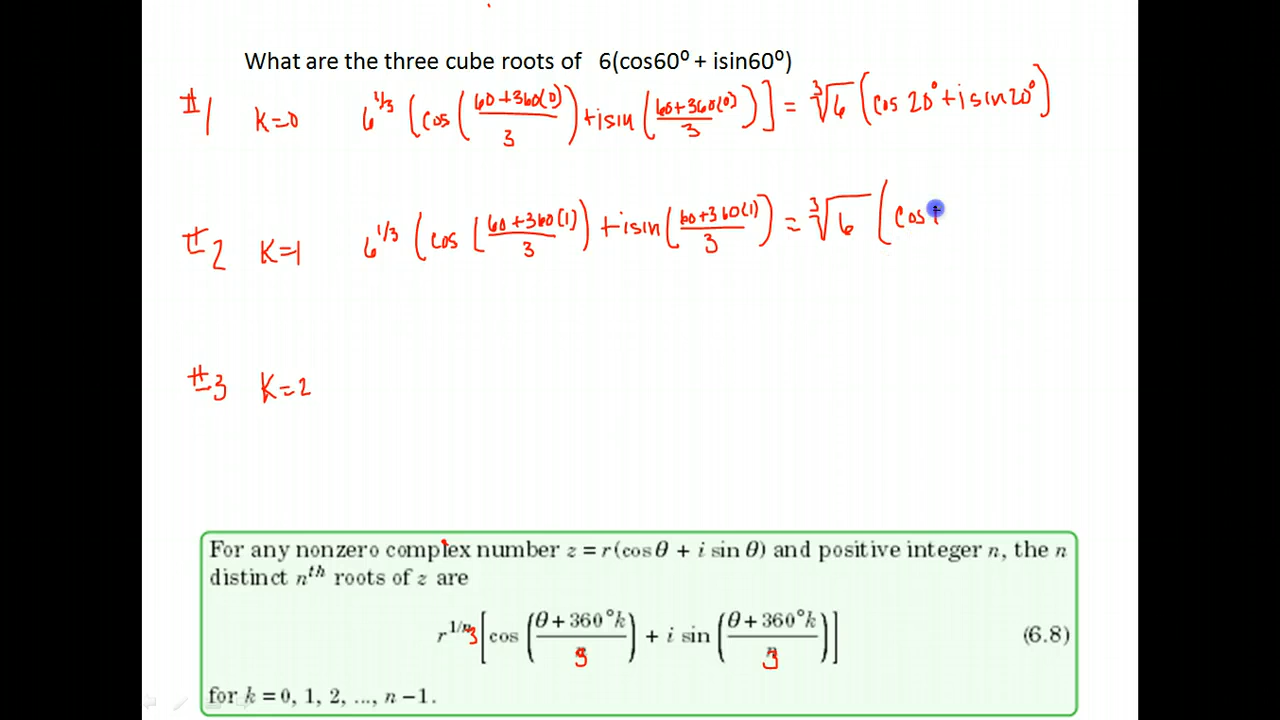 What are the three cube roots of 6(cos60⁰ + isin60⁰)
#1 K=0 6^1/3 (cos((60+360(0))/3) + isin((60+360(0))/3)] = ∛6 (cos 20° + i sin 20°)
#2 K=1 6^1/3 (cos((60+360(1))/3) + isin((60+360(1))/3) = ∛6 (cos
#3 K=2
For any nonzero complex number z = r(cosθ + i sin θ) and positive integer n, the n
distinct nᵗʰ roots of z are
r^1/3 [cos((θ + 360°k)/3) + i sin((θ + 360°k)/3)] (6.8)
for k = 0, 1, 2, ..., n −1.